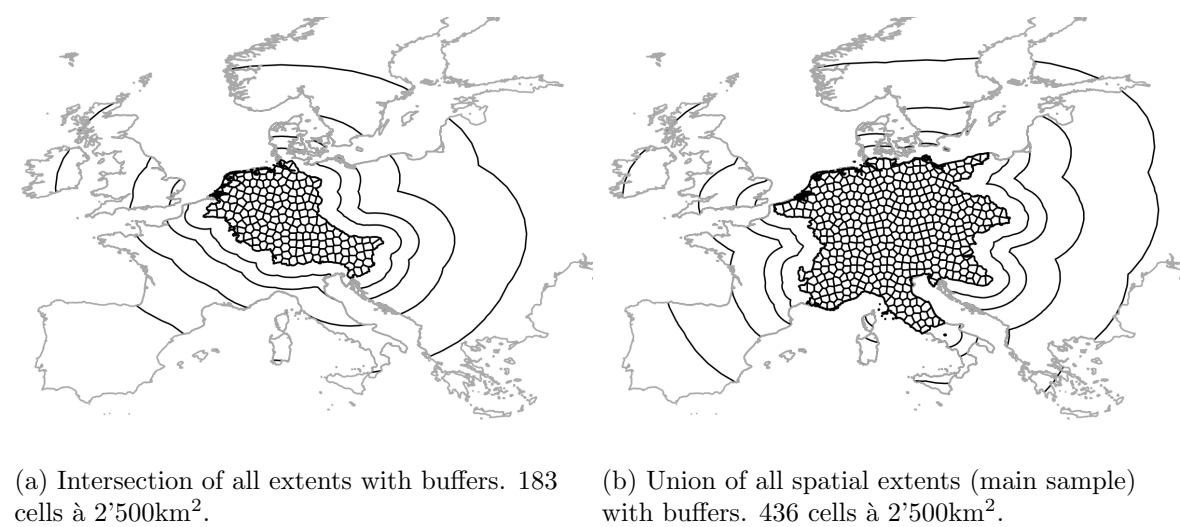 (a) Intersection of all extents with buffers. 183
cells à 2'500km².
(b) Union of all spatial extents (main sample)
with buffers. 436 cells à 2'500km².